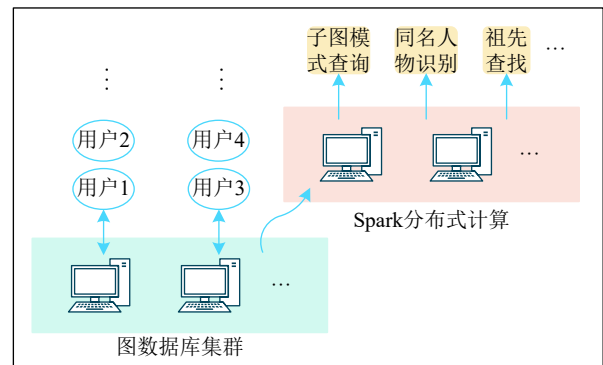 子图模
式查询
同名人
物识别
祖先
查找
…
⋮
⋮
用户2
用户4
用户1
用户3
…
Spark分布式计算
…
图数据库集群